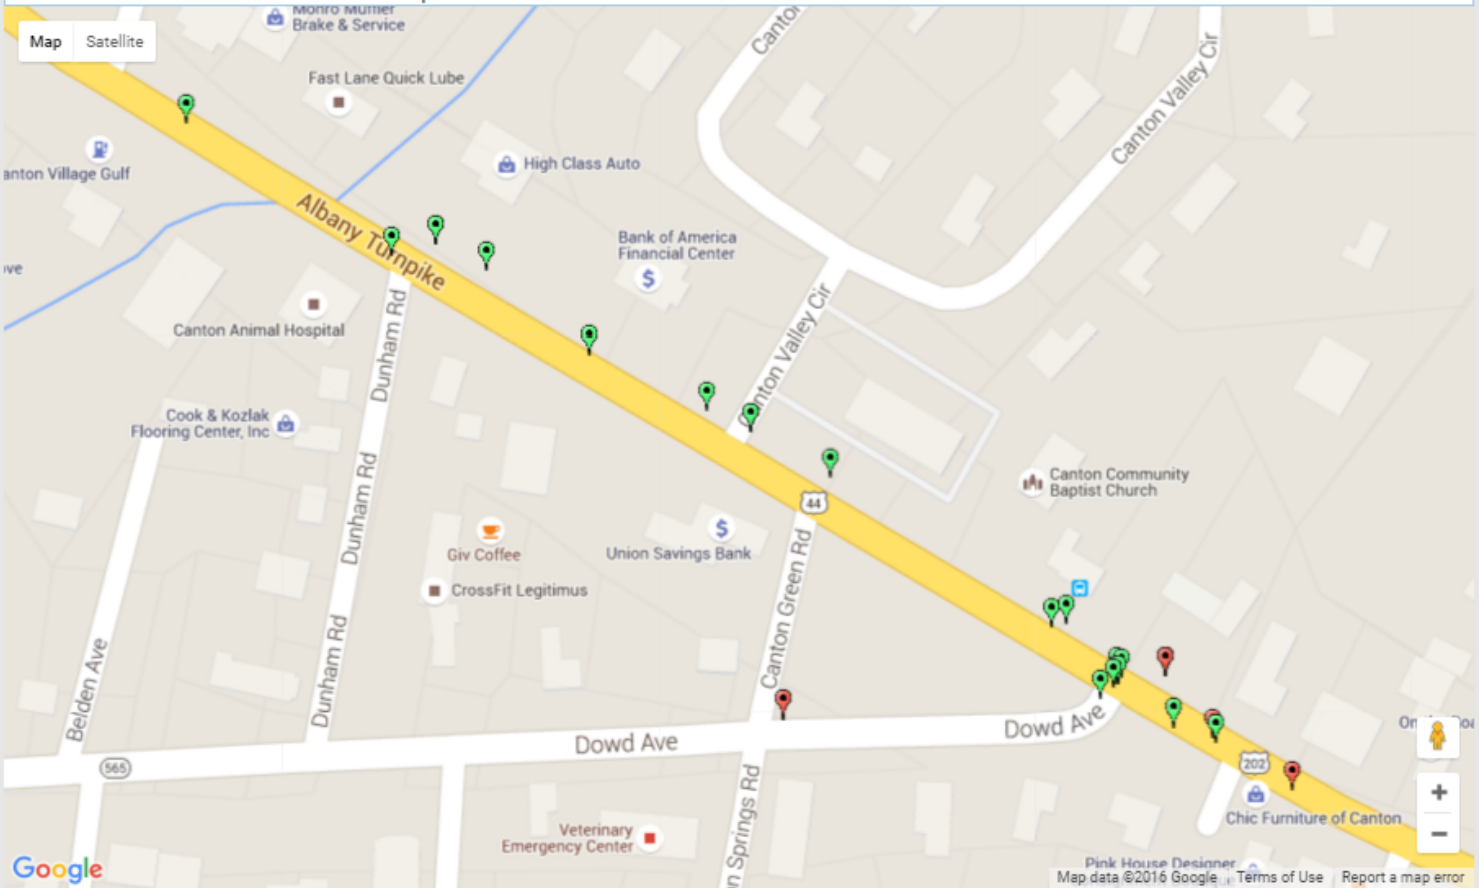 Monro Muffler
Brake & Service
Map
Satellite
Fast Lane Quick Lube
anton Village Gulf
High Class Auto
Albany Turnpike
Bank of America
Financial Center
Canton Valley Cir
Canton Valley Cir
Canton Animal Hospital
Dunham Rd
Cook & Kozlak
Flooring Center, Inc
Canton Community
Baptist Church
44
Dunham Rd
Giv Coffee
Union Savings Bank
CrossFit Legitimus
Canton Green Rd
Belden Ave
Dunham Rd
Dowd Ave
Dowd Ave
565
202
Chic Furniture of Canton
Veterinary
Emergency Center
n Springs Rd
Pink House Designer
Google
Map data ©2016 Google
Terms of Use
Report a map error